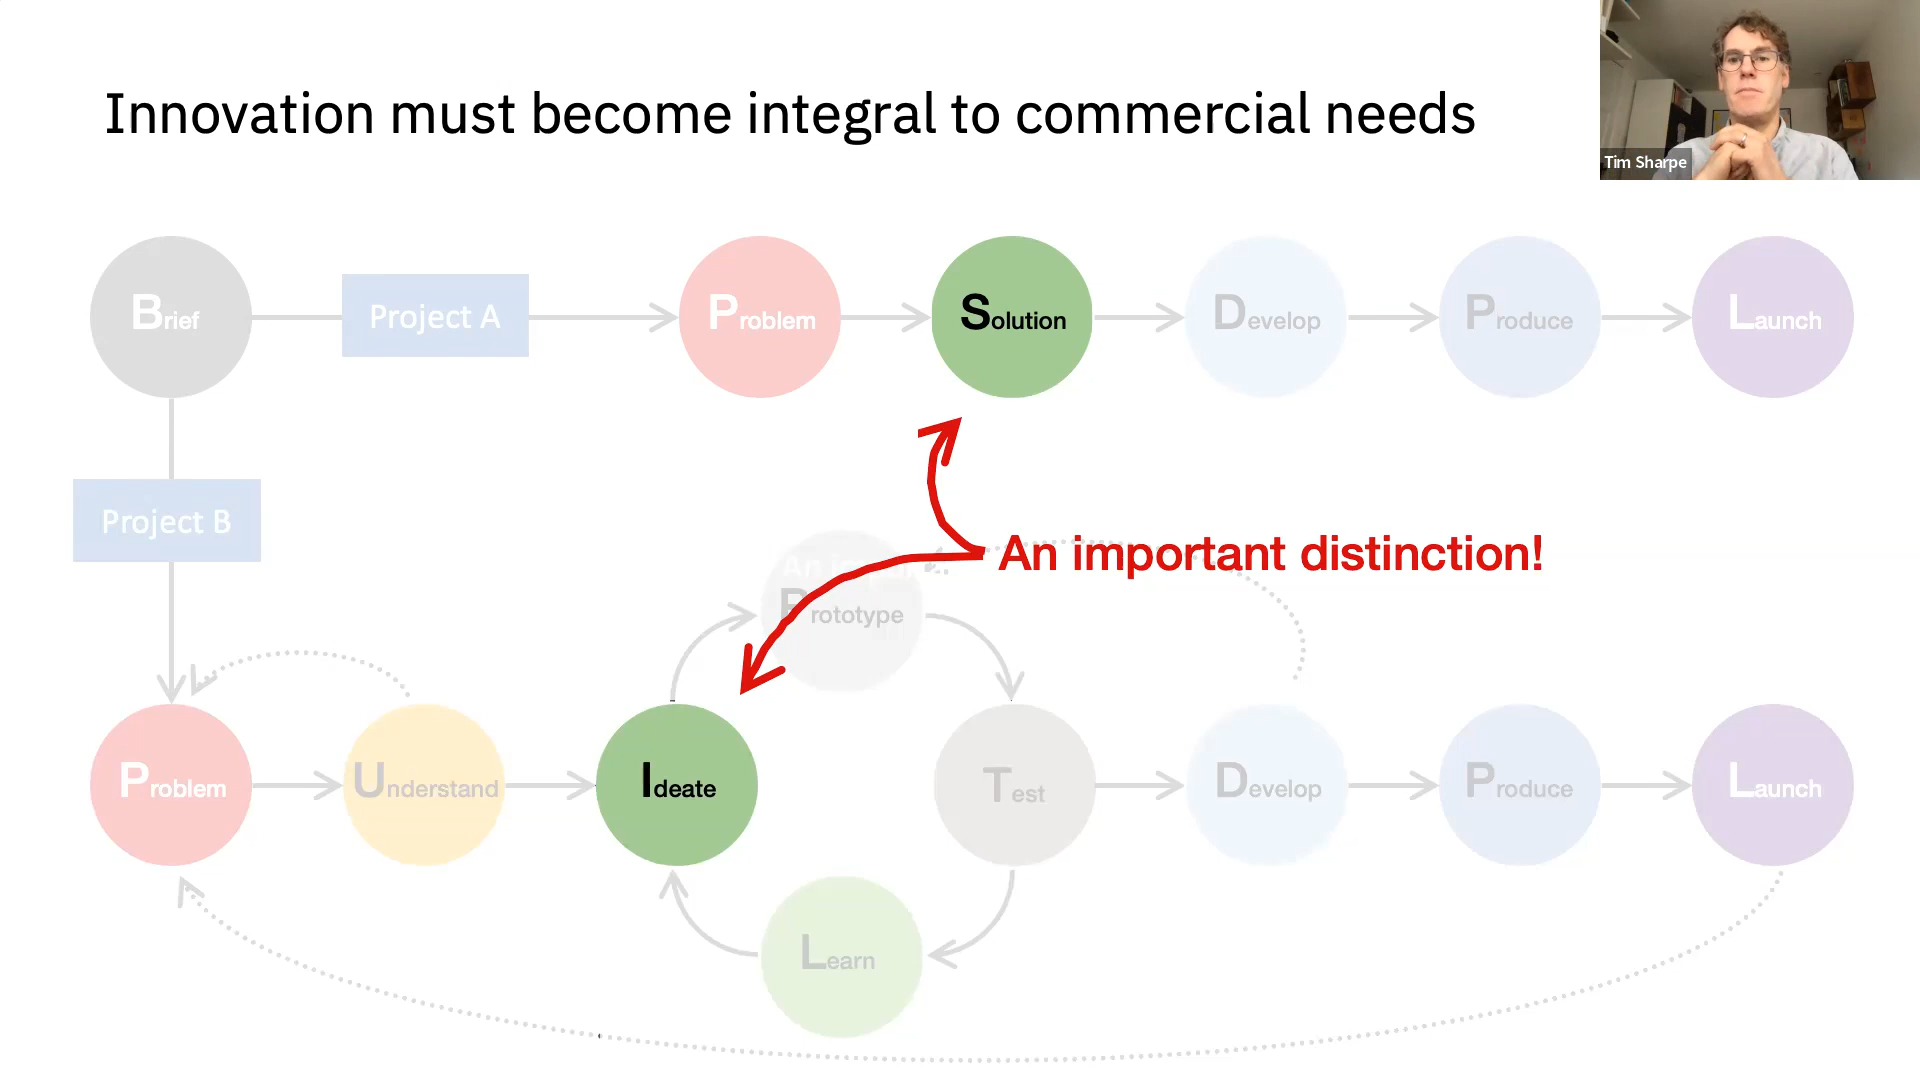 Innovation must become integral to commercial needs
Tim Sharpe
Brief
Project A
Problem
Solution
Develop
Produce
Launch
Project B
An important distinction!
Prototype
Problem
Understand
Ideate
Test
Develop
Produce
Launch
Learn